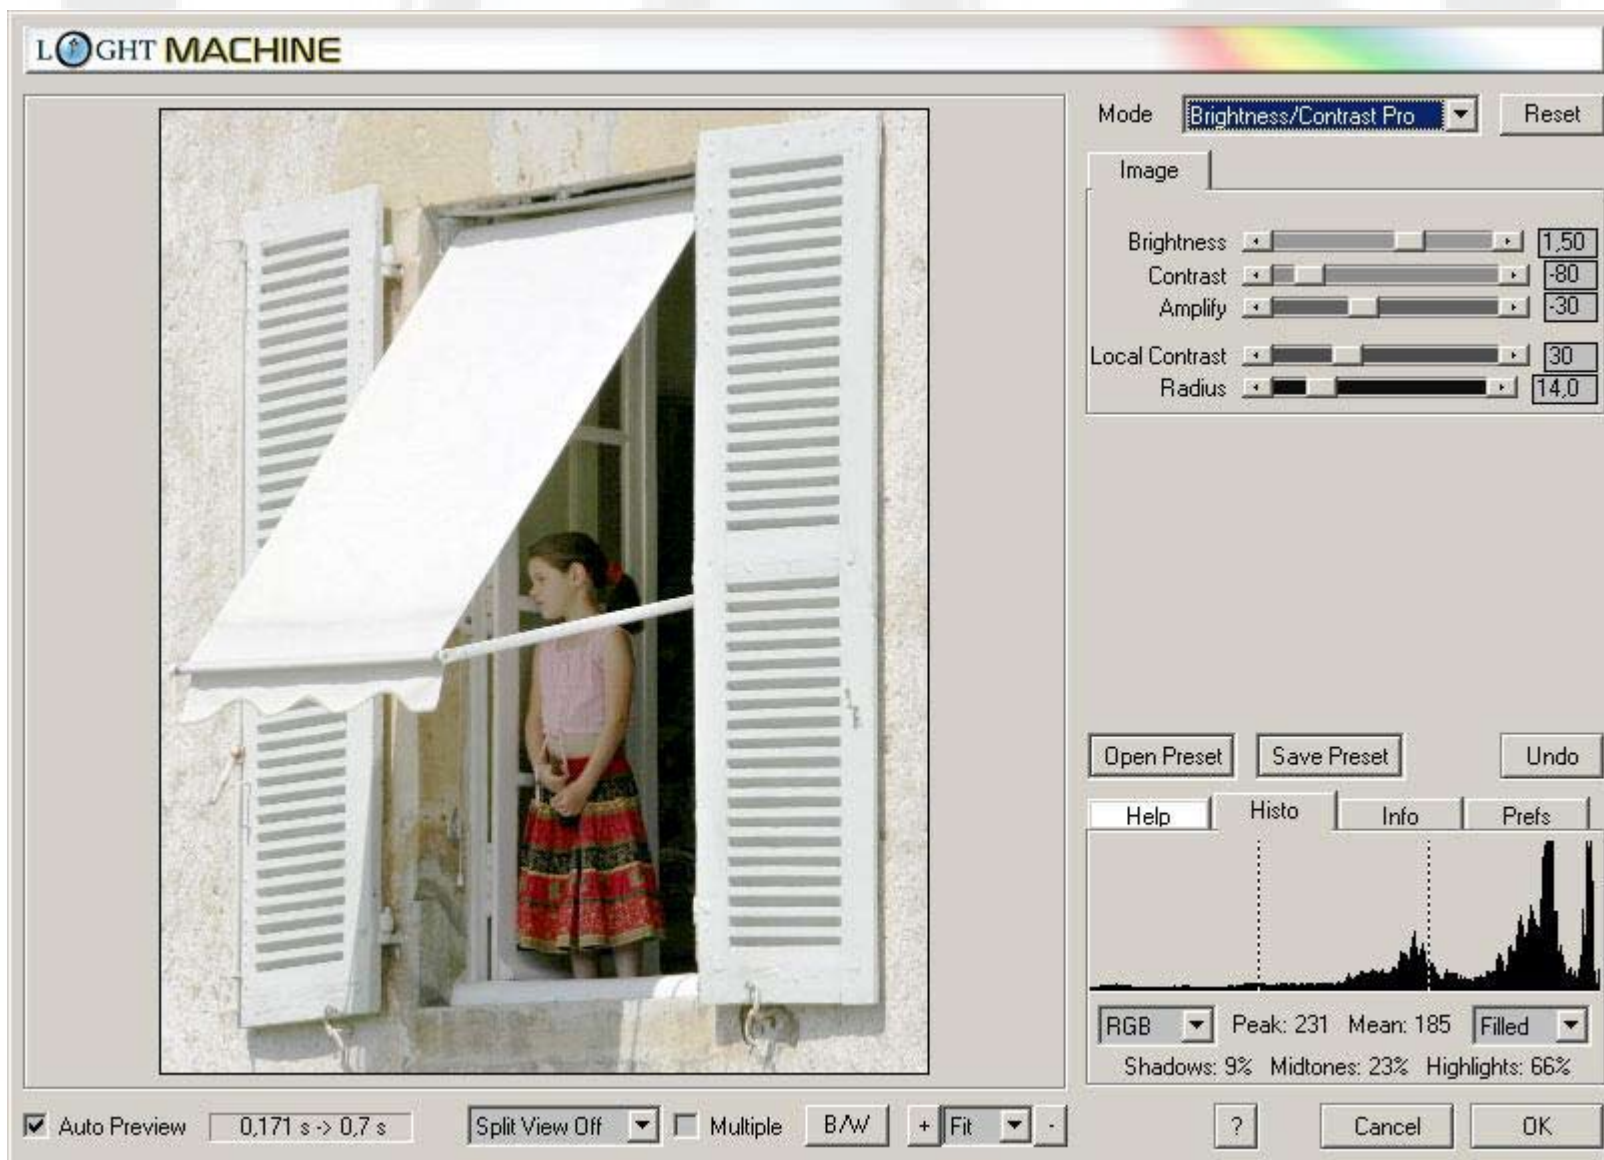 LIGHT MACHINE
Mode Brightness/Contrast Pro Reset
Image
Brightness 1,50
Contrast -80
Amplify -30
Local Contrast 30
Radius 14,0
Open Preset Save Preset Undo
Help Histo Info Prefs
RGB Peak: 231 Mean: 185 Filled
Shadows: 9% Midtones: 23% Highlights: 66%
Auto Preview 0,171 s -> 0,7 s Split View Off Multiple B/W + Fit - ? Cancel OK